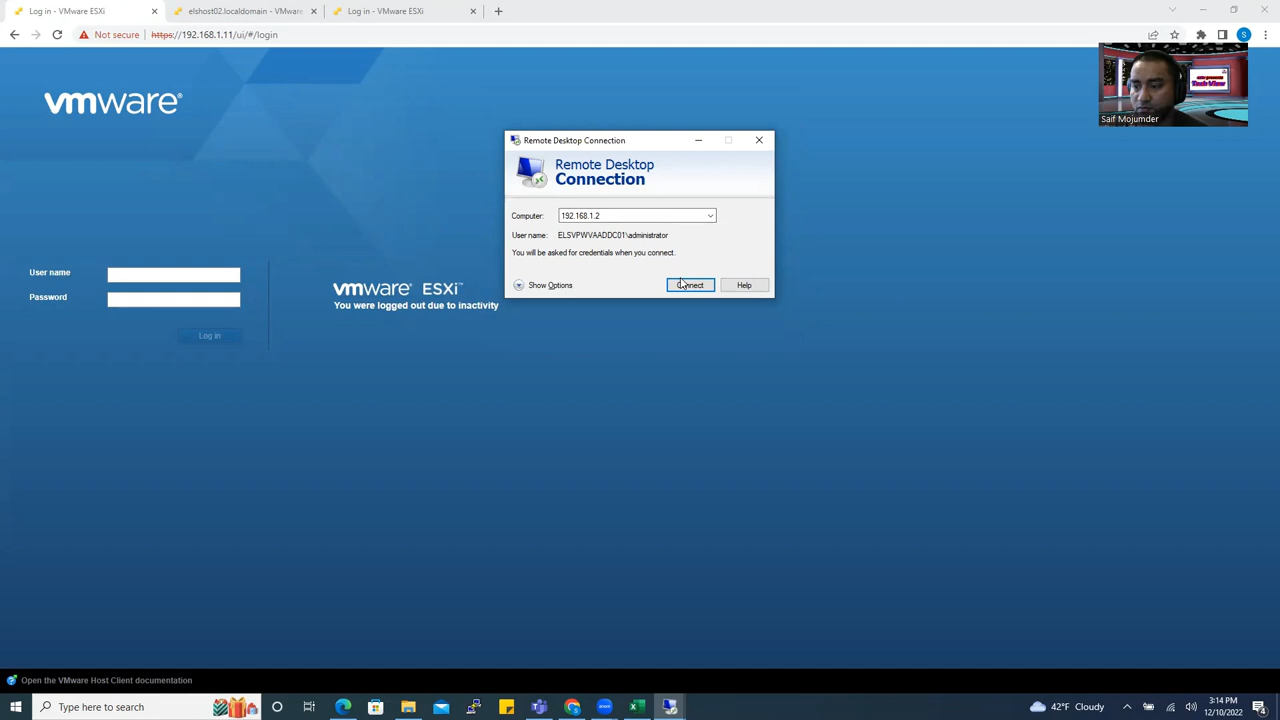 Log in - VMware ESXi
elshost02.localdomain - VMware
Log in - VMware ESXi
Not secure
https://192.168.1.11/ui/#/login
S
vmware®
Saif Mojumder
Remote Desktop Connection
Remote Desktop
Connection
Computer: 192.168.1.2
User name: ELSVPWVAADDC01\administrator
You will be asked for credentials when you connect.
Show Options
Connect
Help
User name
Password
Log in
vmware® ESXi™
You were logged out due to inactivity
Open the VMware Host Client documentation
Type here to search
zoom
42°F Cloudy
3:14 PM
12/10/2022